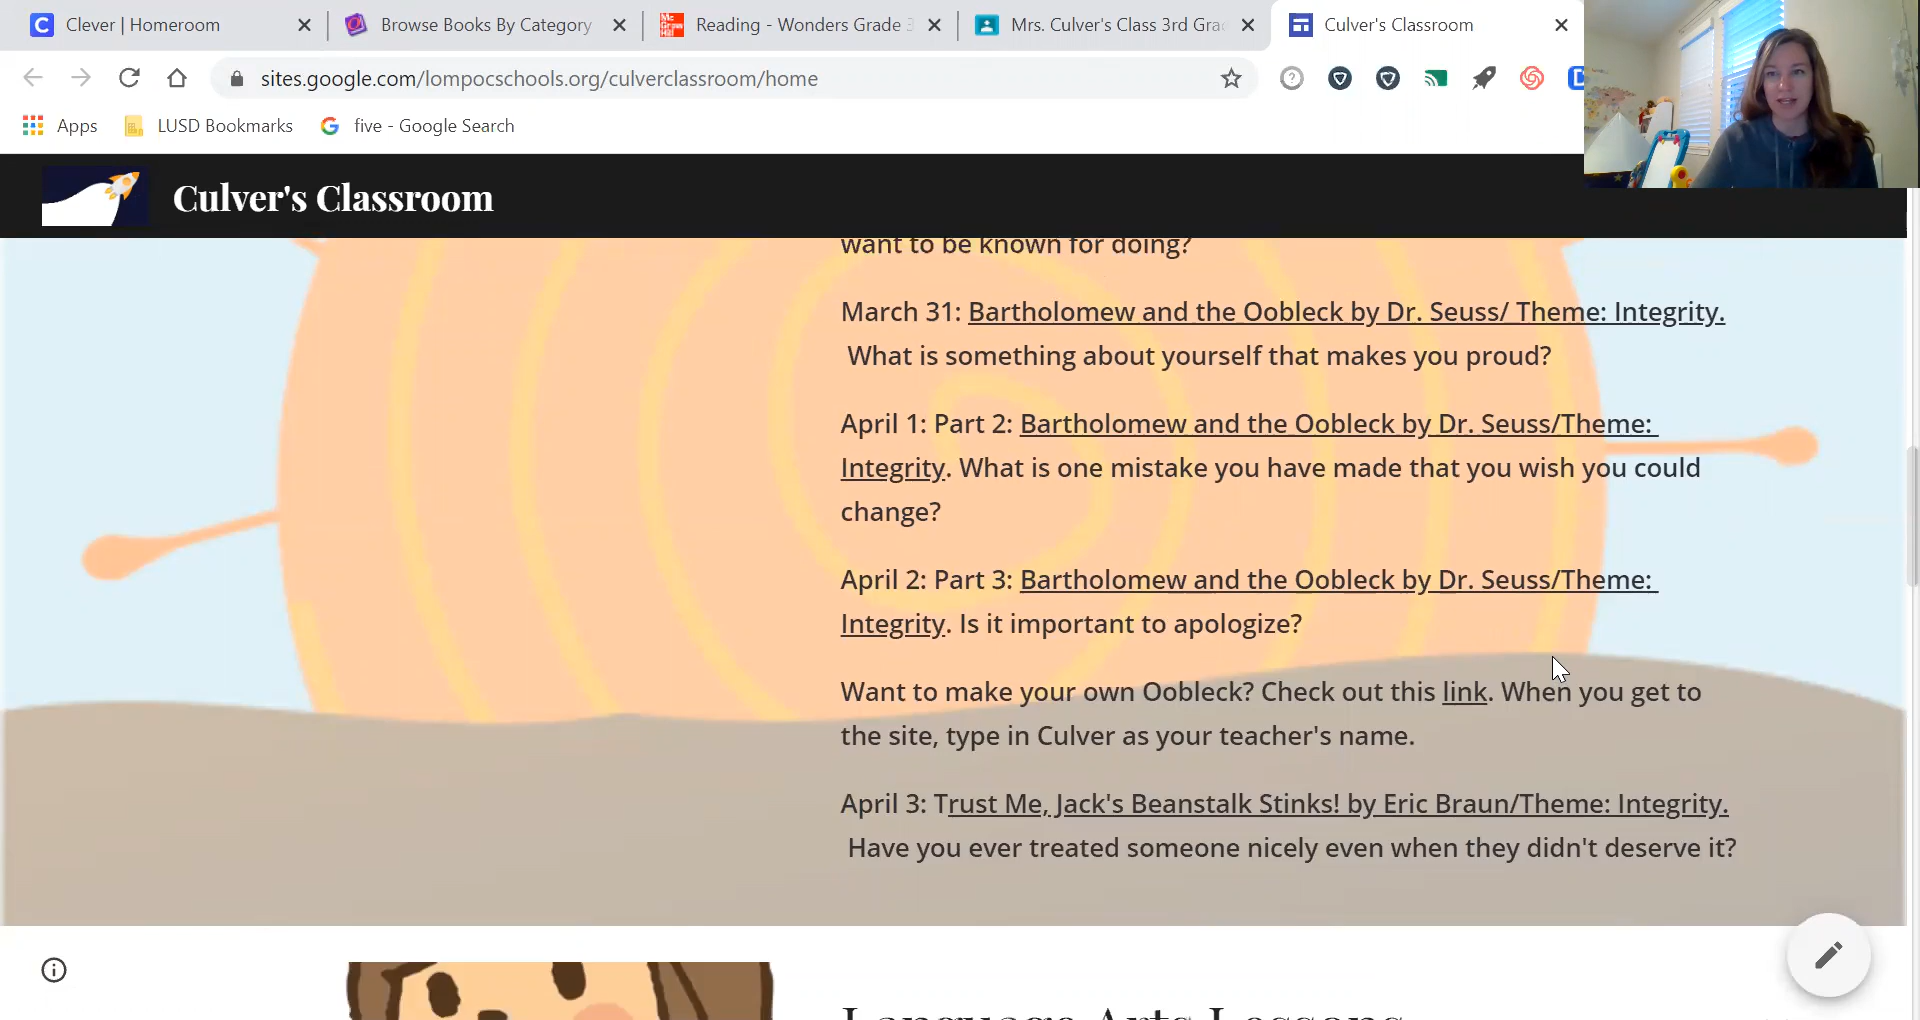 Clever | Homeroom
Browse Books By Category
Reading - Wonders Grade 3
Mrs. Culver's Class 3rd Gra
Culver's Classroom
sites.google.com/lompocschools.org/culverclassroom/home
Apps
LUSD Bookmarks
five - Google Search
Culver's Classroom
want to be known for doing?
March 31: Bartholomew and the Oobleck by Dr. Seuss/ Theme: Integrity.
What is something about yourself that makes you proud?
April 1: Part 2: Bartholomew and the Oobleck by Dr. Seuss/Theme:
Integrity. What is one mistake you have made that you wish you could
change?
April 2: Part 3: Bartholomew and the Oobleck by Dr. Seuss/Theme:
Integrity. Is it important to apologize?
Want to make your own Oobleck? Check out this link. When you get to
the site, type in Culver as your teacher's name.
April 3: Trust Me, Jack's Beanstalk Stinks! by Eric Braun/Theme: Integrity.
Have you ever treated someone nicely even when they didn't deserve it?
Language Arts Lessons